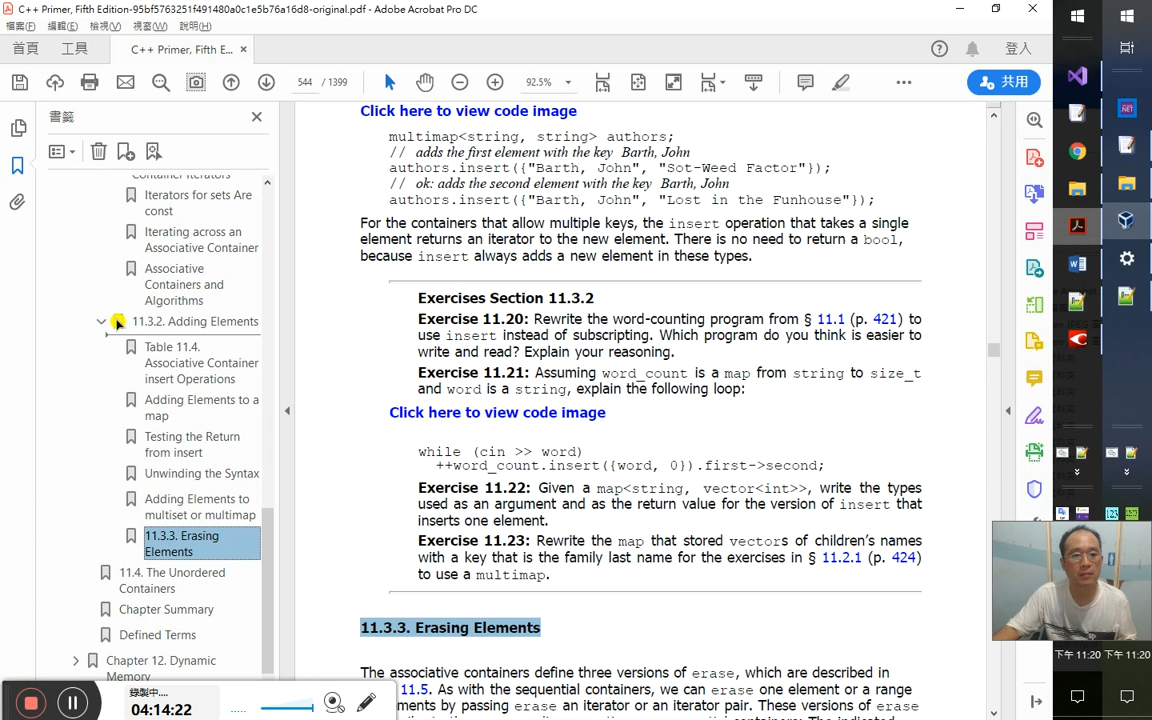 C++ Primer, Fifth Edition-95bf5763251f491480a0c1e5b76a16d8-original.pdf - Adobe Acrobat Pro DC
檔案(F) 編輯(E) 檢視(V) 視窗(W) 說明(H)
首頁 工具 C++ Primer, Fifth E... × 登入
544 / 1399 92.5% 共用
書籤
Container Iterators
Iterators for sets Are
const
Iterating across an
Associative Container
Associative
Containers and
Algorithms
11.3.2. Adding Elements
Table 11.4.
Associative Container
insert Operations
Adding Elements to a
map
Testing the Return
from insert
Unwinding the Syntax
Adding Elements to
multiset or multimap
11.3.3. Erasing
Elements
11.4. The Unordered
Containers
Chapter Summary
Defined Terms
Chapter 12. Dynamic
Memory
Click here to view code image
multimap<string, string> authors;
// adds the first element with the key Barth, John
authors.insert({"Barth, John", "Sot-Weed Factor"});
// ok: adds the second element with the key Barth, John
authors.insert({"Barth, John", "Lost in the Funhouse"});
For the containers that allow multiple keys, the insert operation that takes a single
element returns an iterator to the new element. There is no need to return a bool,
because insert always adds a new element in these types.
Exercises Section 11.3.2
Exercise 11.20: Rewrite the word-counting program from § 11.1 (p. 421) to
use insert instead of subscripting. Which program do you think is easier to
write and read? Explain your reasoning.
Exercise 11.21: Assuming word_count is a map from string to size_t
and word is a string, explain the following loop:
Click here to view code image
while (cin >> word)
++word_count.insert({word, 0}).first->second;
Exercise 11.22: Given a map<string, vector<int>>, write the types
used as an argument and as the return value for the version of insert that
inserts one element.
Exercise 11.23: Rewrite the map that stored vectors of children's names
with a key that is the family last name for the exercises in § 11.2.1 (p. 424)
to use a multimap.
11.3.3. Erasing Elements
The associative containers define three versions of erase, which are described in
11.5. As with the sequential containers, we can erase one element or a range
ments by passing erase an iterator or an iterator pair. These versions of erase
錄製中....
04:14:22
下午 11:20 下午 11:20